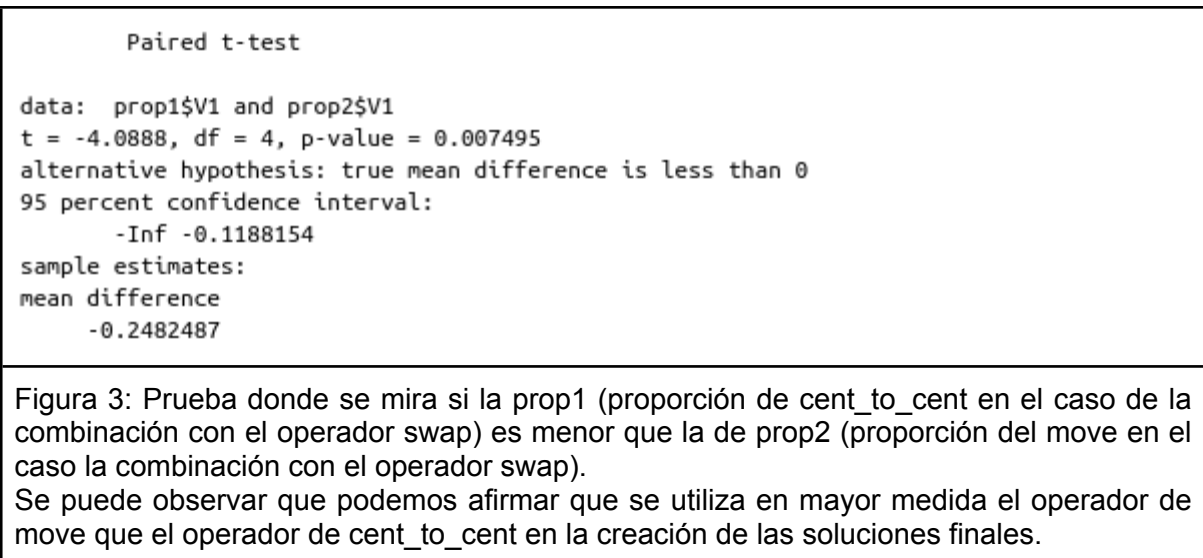 Paired t-test
data:  prop1$V1 and prop2$V1
t = -4.0888, df = 4, p-value = 0.007495
alternative hypothesis: true mean difference is less than 0
95 percent confidence interval:
-Inf -0.1188154
sample estimates:
mean difference
-0.2482487
Figura 3: Prueba donde se mira si la prop1 (proporción de cent_to_cent en el caso de la
combinación con el operador swap) es menor que la de prop2 (proporción del move en el
caso la combinación con el operador swap).
Se puede observar que podemos afirmar que se utiliza en mayor medida el operador de
move que el operador de cent_to_cent en la creación de las soluciones finales.